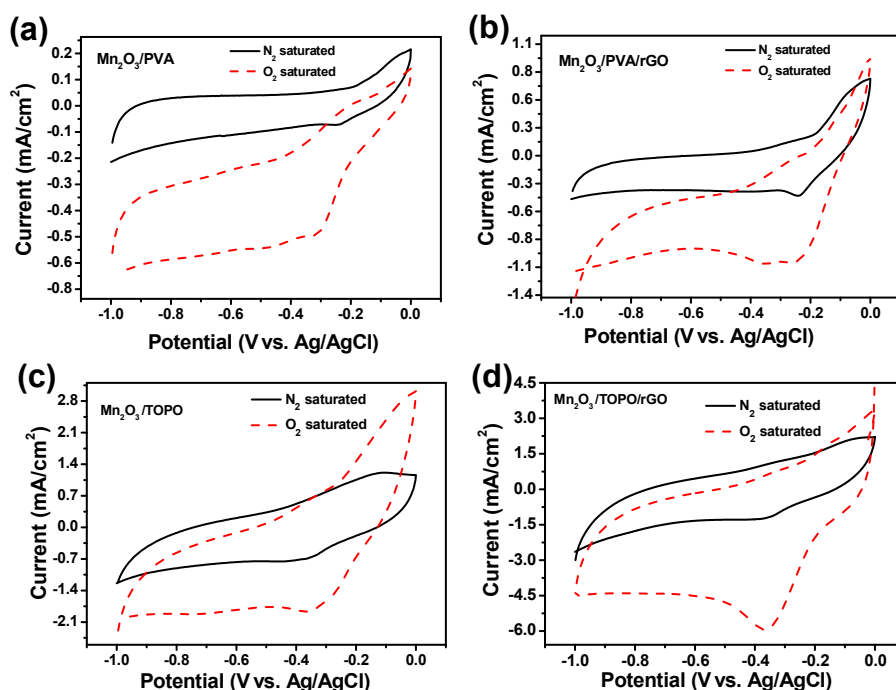 (a)
Mn₂O₃/PVA
N₂ saturated
O₂ saturated
0.2
0.1
0.0
-0.1
-0.2
-0.3
-0.4
-0.5
-0.6
-0.8
Current (mA/cm²)
-1.0
-0.8
-0.6
-0.4
-0.2
0.0
Potential (V vs. Ag/AgCl)
(b)
Mn₂O₃/PVA/rGO
N₂ saturated
O₂ saturated
1.1
0.8
0.6
0.3
0.0
-0.3
-0.6
-0.8
-1.1
-1.4
Current (mA/cm²)
-1.0
-0.8
-0.6
-0.4
-0.2
0.0
Potential (V vs. Ag/AgCl)
(c)
Mn₂O₃/TOPO
N₂ saturated
O₂ saturated
2.8
2.1
1.4
0.7
0.0
-0.7
-1.4
-2.1
Current (mA/cm²)
-1.0
-0.8
-0.6
-0.4
-0.2
0.0
Potential (V vs. Ag/AgCl)
(d)
Mn₂O₃/TOPO/rGO
N₂ saturated
O₂ saturated
4.5
3.0
1.5
0.0
-1.5
-3.0
-4.5
-6.0
Current (mA/cm²)
-1.0
-0.8
-0.6
-0.4
-0.2
0.0
Potential (V vs. Ag/AgCl)